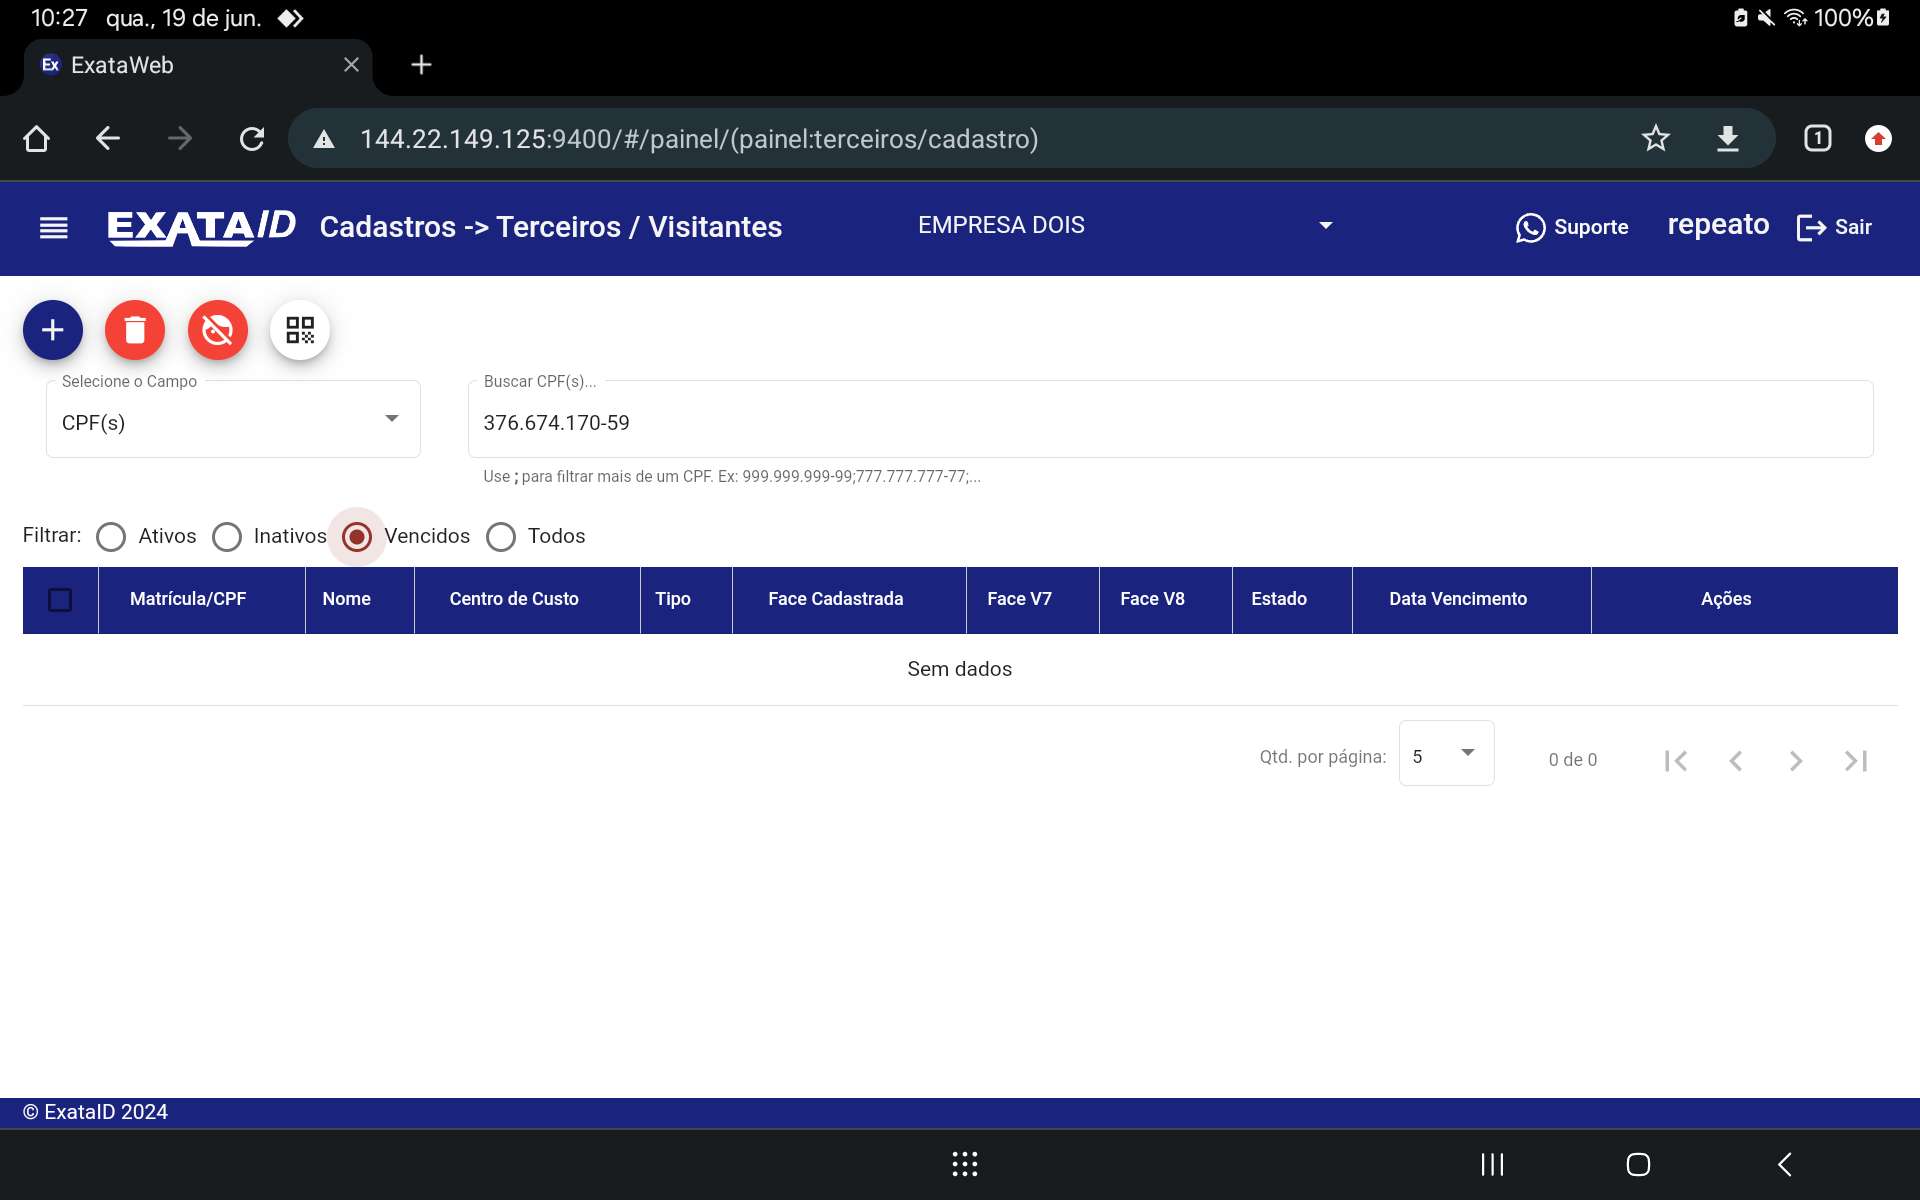 10:27 qua., 19 de jun. 100%
Ex ExataWeb
144.22.149.125:9400/#/painel/(painel:terceiros/cadastro) 1
EXATAID Cadastros -> Terceiros / Visitantes EMPRESA DOIS Suporte repeato Sair
Selecione o Campo Buscar CPF(s)...
CPF(s) 376.674.170-59
Use ; para filtrar mais de um CPF. Ex: 999.999.999-99;777.777.777-77;...
Filtrar: Ativos Inativos Vencidos Todos
Matrícula/CPF Nome Centro de Custo Tipo Face Cadastrada Face V7 Face V8 Estado Data Vencimento Ações
Sem dados
Qtd. por página: 5 0 de 0
© ExataID 2024